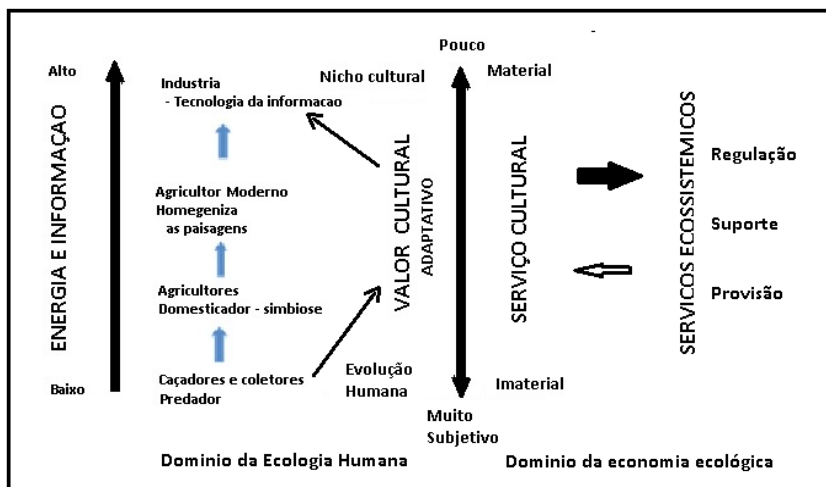 Alto
ENERGIA E INFORMAÇAO
Baixo
Industria
- Tecnologia da informacao
Agricultor Moderno
Homegeniza
as paisagens
Agricultores
Domesticador - simbiose
Caçadores e coletores
Predador
Nicho cultural
VALOR CULTURAL
ADAPTATIVO
Evolução
Humana
Pouco
Material
SERVIÇO CULTURAL
Imaterial
Muito
Subjetivo
SERVICOS ECOSSISTEMICOS
Regulação
Suporte
Provisão
Dominio da Ecologia Humana
Dominio da economia ecológica